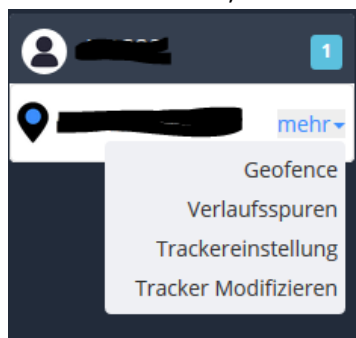 1
mehr
Geofence
Verlaufsspuren
Trackereinstellung
Tracker Modifizieren